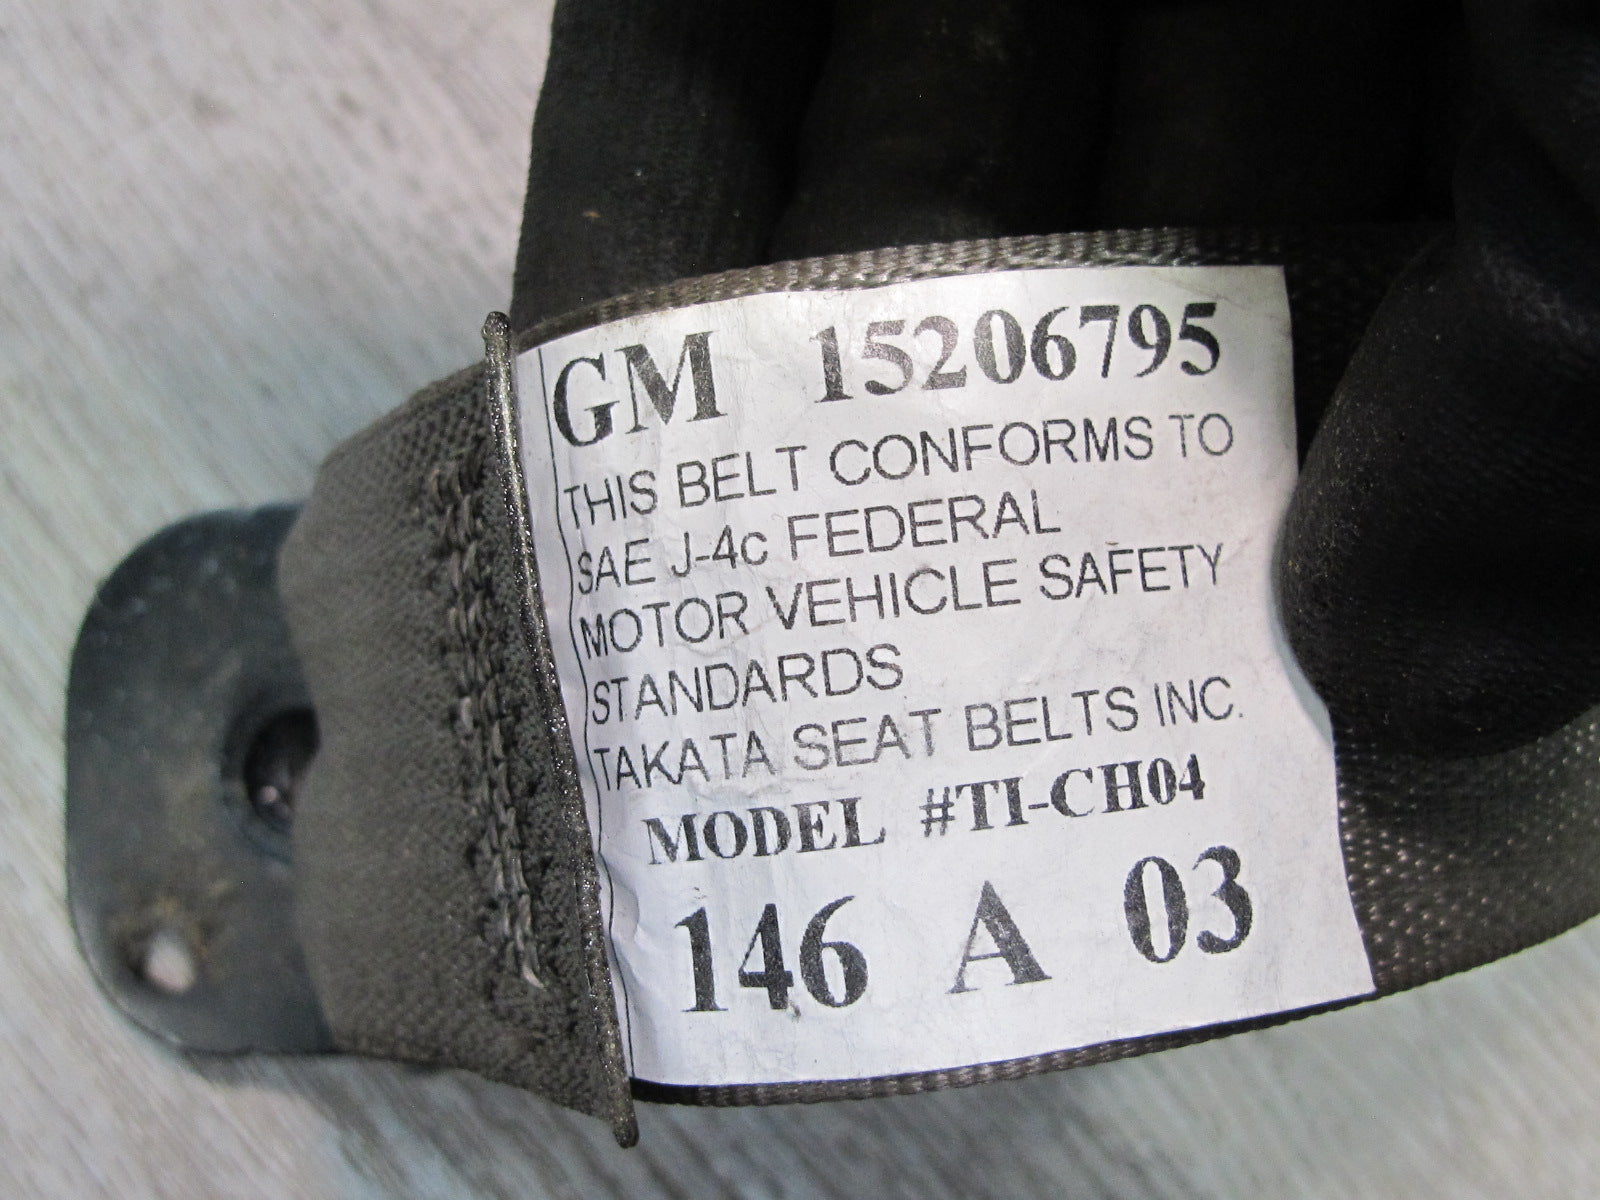 GM 15206795
THIS BELT CONFORMS TO
SAE J-4c FEDERAL
MOTOR VEHICLE SAFETY
STANDARDS
TAKATA SEAT BELTS INC.
MODEL #TI-CH04
146 A 03